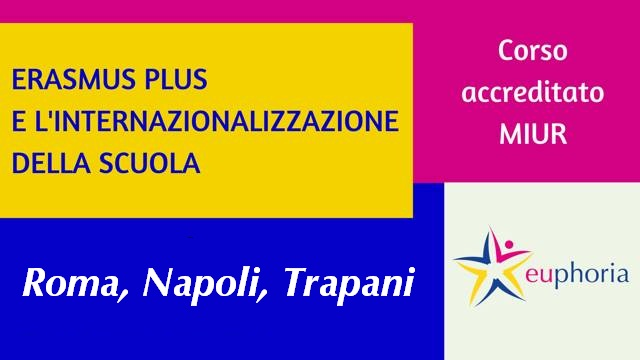 ERASMUS PLUS
E L'INTERNAZIONALIZZAZIONE
DELLA SCUOLA
Corso
accreditato
MIUR
Roma, Napoli, Trapani
euphoria